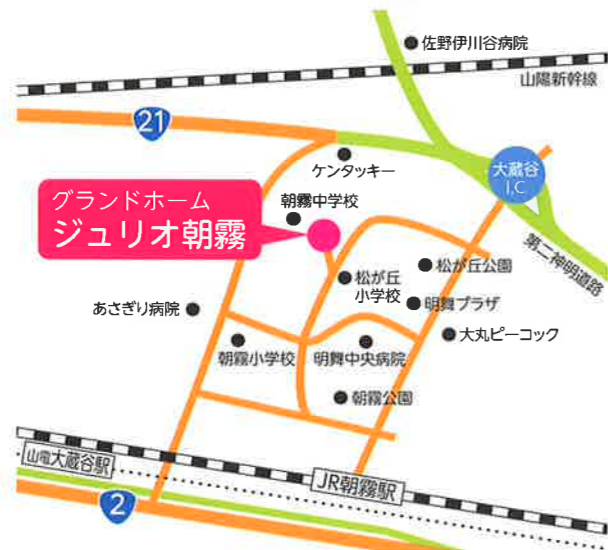 佐野伊川谷病院
山陽新幹線
21
ケンタッキー
大蔵谷
I.C
グランドホーム
ジュリオ朝霧
朝霧中学校
第二神明道路
松が丘公園
松が丘
小学校
明舞プラザ
あさぎり病院
大丸ピーコック
朝霧小学校
明舞中央病院
朝霧公園
山電大蔵谷駅
JR朝霧駅
2